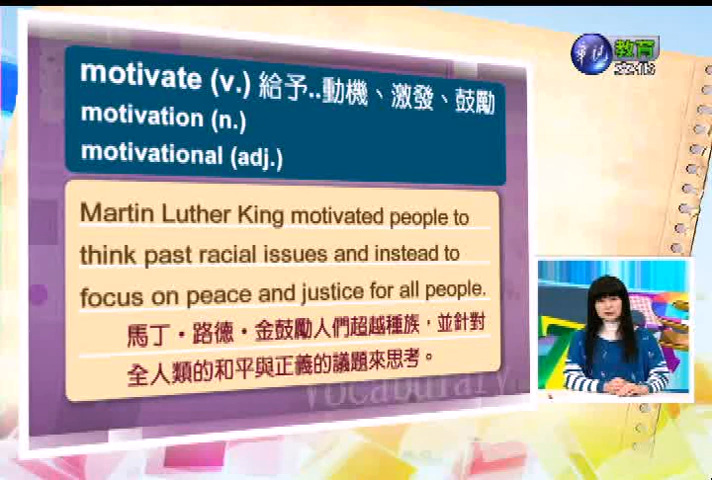 華視
教育
文化
motivate (v.) 給予..動機、激發、鼓勵
motivation (n.)
motivational (adj.)
Martin Luther King motivated people to
think past racial issues and instead to
focus on peace and justice for all people.
馬丁・路德・金鼓勵人們超越種族，並針對
全人類的和平與正義的議題來思考。
Vocabulary